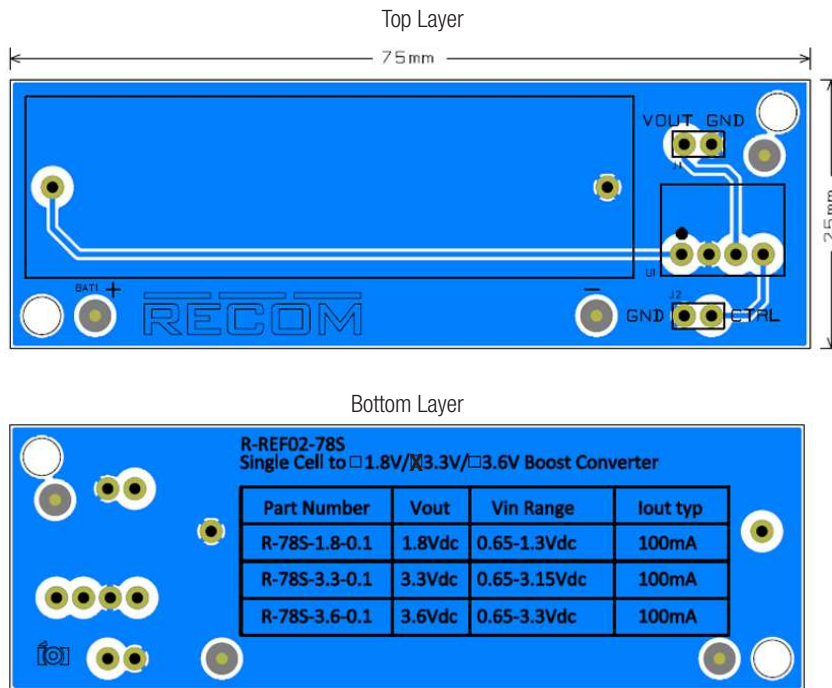 Top Layer
75mm
VOUT GND
J1
25mm
U1
BAT1 + −
J2
RECOM
GND CTRL
Bottom Layer
R-REF02-78S
Single Cell to □1.8V/☒3.3V/□3.6V Boost Converter
Part Number Vout Vin Range Iout typ
R-78S-1.8-0.1 1.8Vdc 0.65-1.3Vdc 100mA
R-78S-3.3-0.1 3.3Vdc 0.65-3.15Vdc 100mA
R-78S-3.6-0.1 3.6Vdc 0.65-3.3Vdc 100mA